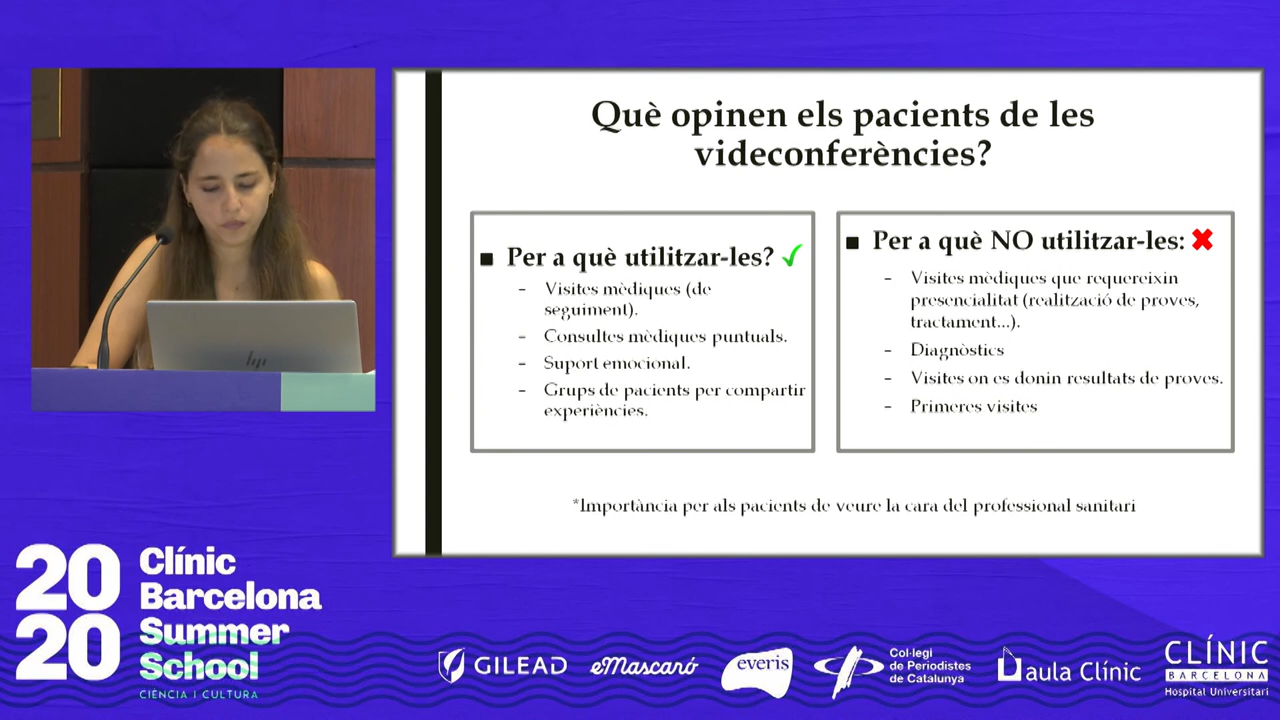 Què opinen els pacients de les
videconferències?
■ Per a què utilitzar-les?
- Visites mèdiques (de
seguiment).
- Consultes mèdiques puntuals.
- Suport emocional.
- Grups de pacients per compartir
experiències.
■ Per a què NO utilitzar-les:
- Visites mèdiques que requereixin
presencialitat (realització de proves,
tractament...).
- Diagnòstics
- Visites on es donin resultats de proves.
- Primeres visites
*Importància per als pacients de veure la cara del professional sanitari
hp
20
20
Clínic
Barcelona
Summer
School
CIÈNCIA I CULTURA
GILEAD
eMascaró
everis
Col·legi
de Periodistes
de Catalunya
aula Clínic
CLÍNIC
BARCELONA
Hospital Universitari